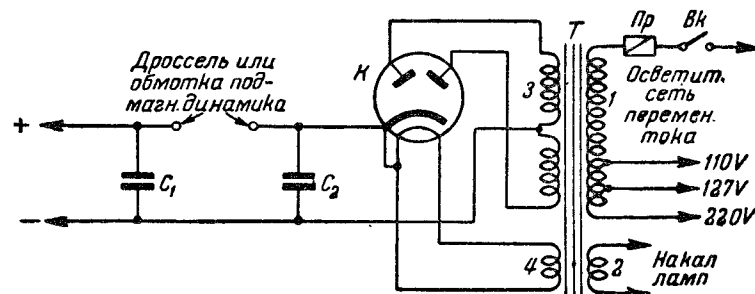 Дроссель или
обмотка под-
магн. динамика
+
−
C₁
C₂
К
3
4
Т
1
2
Пр
Вк
Осветит.
сеть
перемен.
тока
110V
127V
220V
Накал
ламп